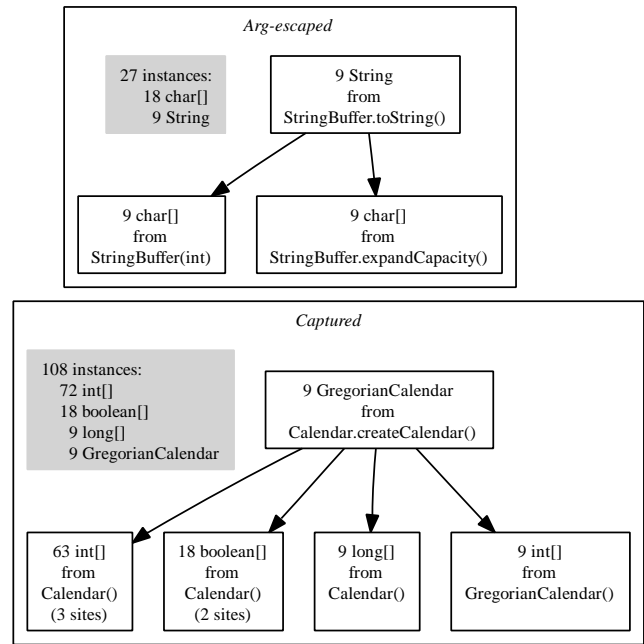 Arg-escaped
27 instances:
18 char[]
9 String
9 String
from
StringBuffer.toString()
9 char[]
from
StringBuffer(int)
9 char[]
from
StringBuffer.expandCapacity()
Captured
108 instances:
72 int[]
18 boolean[]
9 long[]
9 GregorianCalendar
9 GregorianCalendar
from
Calendar.createCalendar()
63 int[]
from
Calendar()
(3 sites)
18 boolean[]
from
Calendar()
(2 sites)
9 long[]
from
Calendar()
9 int[]
from
GregorianCalendar()